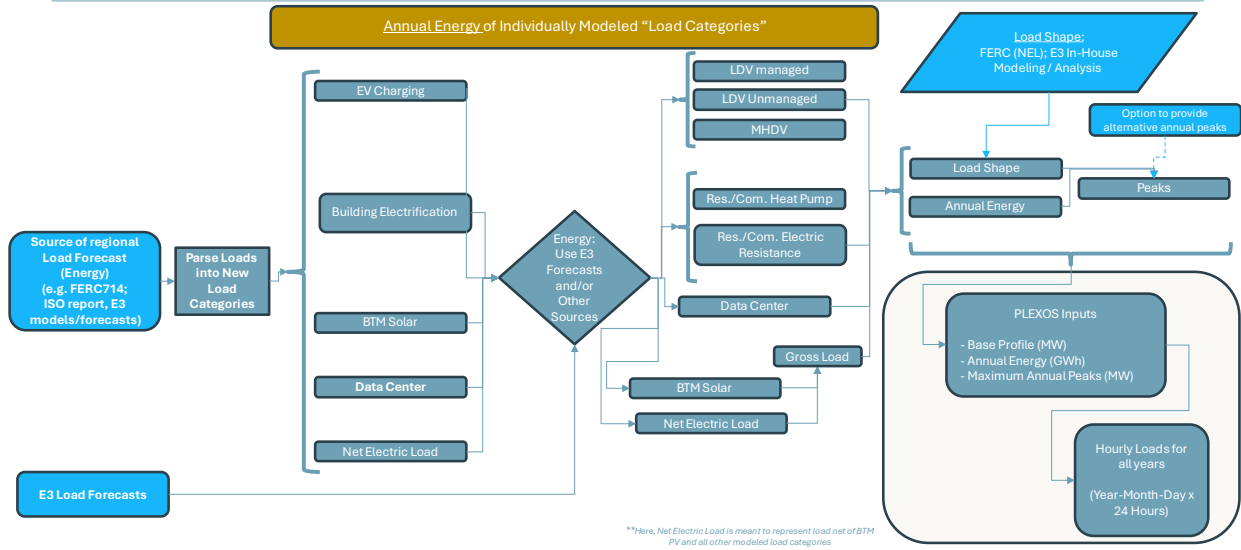 Annual Energy of Individually Modeled “Load Categories”
Load Shape:
FERC (NEL); E3 In-House
Modeling / Analysis
Option to provide
alternative annual peaks
EV Charging
Building Electrification
BTM Solar
Data Center
Net Electric Load
Source of regional
Load Forecast
(Energy)
(e.g. FERC714;
ISO report, E3
models/forecasts)
Parse Loads
into New
Load
Categories
E3 Load Forecasts
Energy:
Use E3
Forecasts
and/or
Other
Sources
LDV managed
LDV Unmanaged
MHDV
Res./Com. Heat Pump
Res./Com. Electric
Resistance
Data Center
Gross Load
BTM Solar
Net Electric Load
Load Shape
Annual Energy
Peaks
PLEXOS Inputs
- Base Profile (MW)
- Annual Energy (GWh)
- Maximum Annual Peaks (MW)
Hourly Loads for
all years
(Year-Month-Day x
24 Hours)
**Here, Net Electric Load is meant to represent load net of BTM
PV and all other modeled load categories